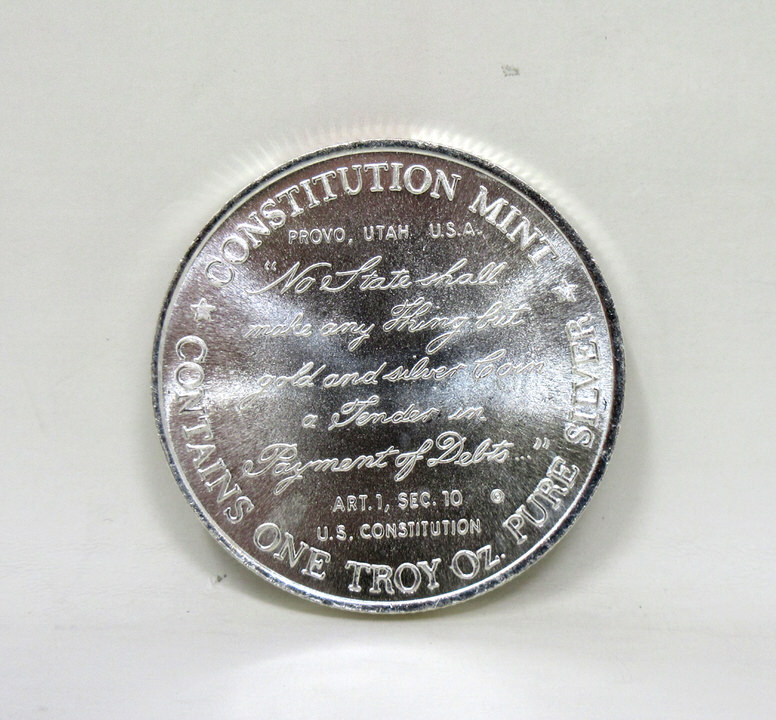 CONSTITUTION MINT
PROVO, UTAH U.S.A.
"No State shall
make any Thing but
gold and silver Coin
a Tender in
Payment of Debts..."
ART. 1, SEC. 10
U.S. CONSTITUTION
CONTAINS ONE TROY OZ. PURE SILVER